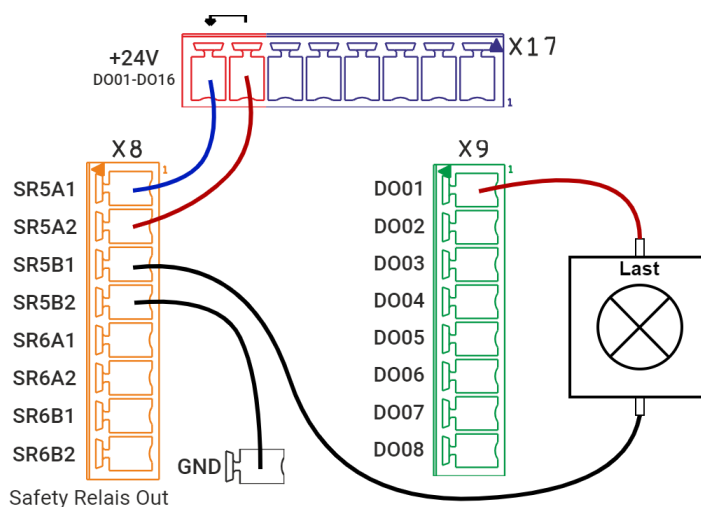 +24V
DO01-DO16
X17
1
X8
1
SR5A1
SR5A2
SR5B1
SR5B2
SR6A1
SR6A2
SR6B1
SR6B2
Safety Relais Out
GND
X9
1
DO01
DO02
DO03
DO04
DO05
DO06
DO07
DO08
Last